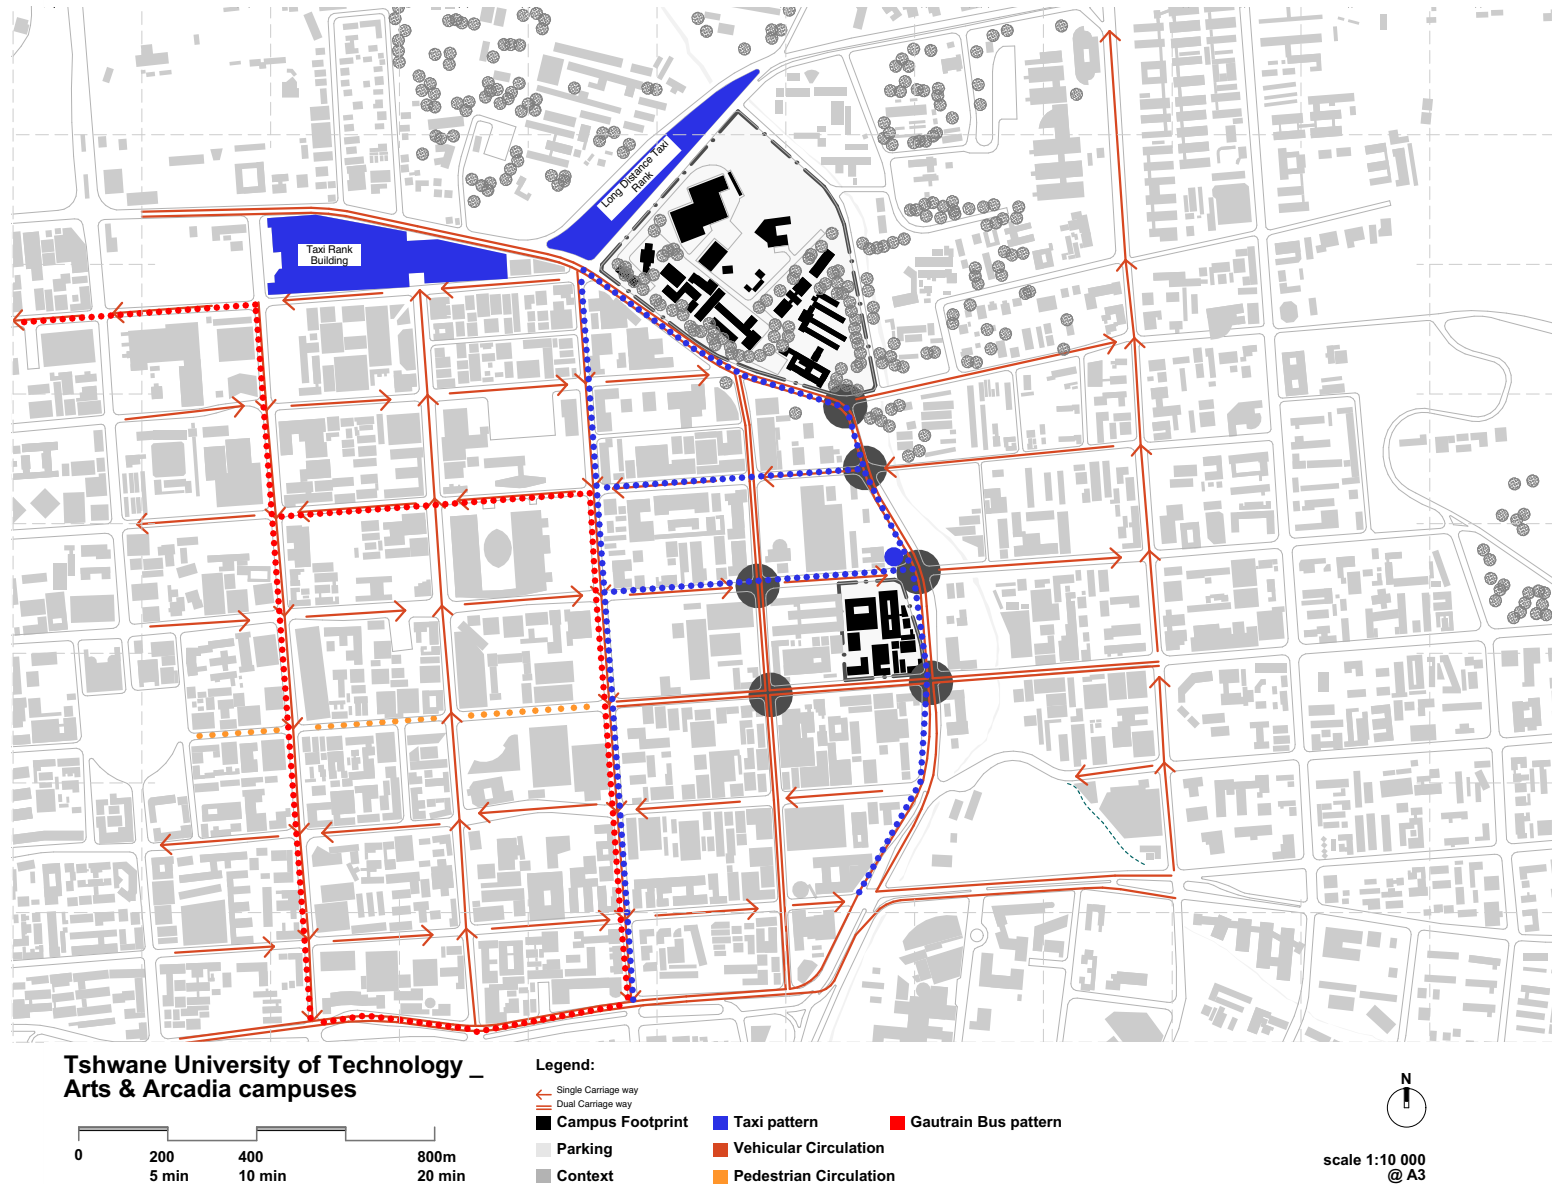 Long Distance Taxi
Rank
Taxi Rank
Building
Tshwane University of Technology _
Arts & Arcadia campuses
0
200
400
800m
5 min
10 min
20 min
Legend:
Single Carriage way
Dual Carriage way
Campus Footprint
Taxi pattern
Gautrain Bus pattern
Parking
Vehicular Circulation
Context
Pedestrian Circulation
N
scale 1:10 000
@ A3